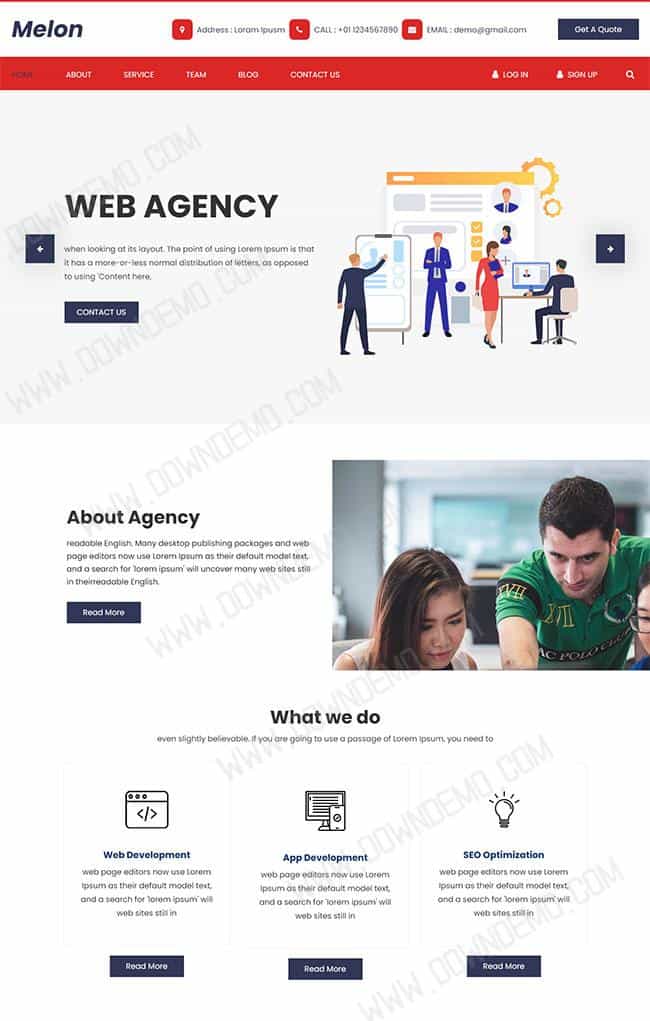 Melon
Address : Loram Ipusm
CALL : +01 1234567890
EMAIL : demo@gmail.com
Get A Quote
HOME
ABOUT
SERVICE
TEAM
BLOG
CONTACT US
LOG IN
SIGN UP
WEB AGENCY
when looking at its layout. The point of using Lorem Ipsum is that
it has a more-or-less normal distribution of letters, as opposed
to using 'Content here,
CONTACT US
About Agency
readable English. Many desktop publishing packages and web
page editors now use Lorem Ipsum as their default model text,
and a search for 'lorem ipsum' will uncover many web sites still
in theirreadable English.
Read More
XVII
XVI
AC POLO CLUB
What we do
even slightly believable. If you are going to use a passage of Lorem Ipsum, you need to
</>
Web Development
web page editors now use Lorem
Ipsum as their default model text,
and a search for 'lorem ipsum' will
web sites still in
Read More
App Development
web page editors now use Lorem
Ipsum as their default model text,
and a search for 'lorem ipsum' will
web sites still in
Read More
SEO Optimization
web page editors now use Lorem
Ipsum as their default model text,
and a search for 'lorem ipsum' will
web sites still in
Read More
WWW.DOWNDEMO.COM
WWW.DOWNDEMO.COM
WWW.DOWNDEMO.COM
WWW.DOWNDEMO.COM
WWW.DOWNDEMO.COM
WWW.DOWNDEMO.COM